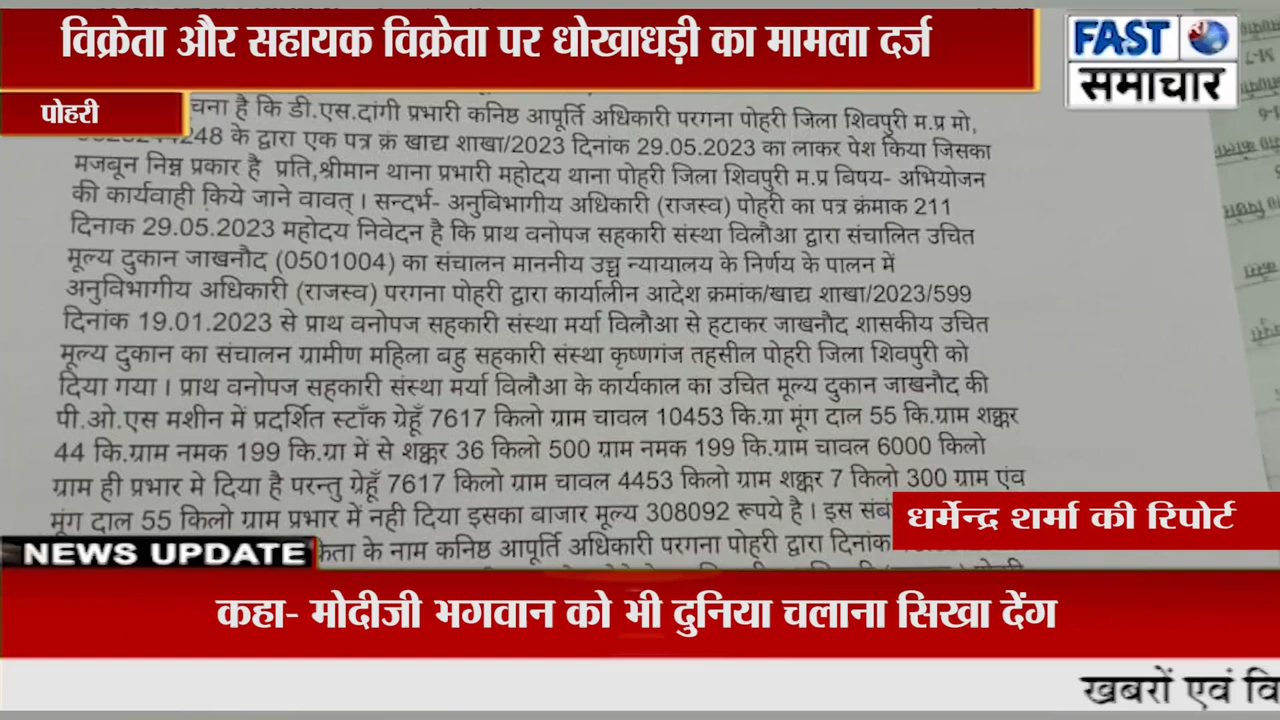 विक्रेता और सहायक विक्रेता पर धोखाधड़ी का मामला दर्ज
FAST
समाचार
पोहरी
चना है कि डी.एस.दांगी प्रभारी कनिष्ठ आपूर्ति अधिकारी परगना पोहरी जिला शिवपुरी म.प्र मो,
248 के द्वारा एक पत्र क्रं खाद्य शाखा/2023 दिनांक 29.05.2023 का लाकर पेश किया जिसका
मजबून निम्न प्रकार है प्रति,श्रीमान थाना प्रभारी महोदय थाना पोहरी जिला शिवपुरी म.प्र विषय- अभियोजन
की कार्यवाही किये जाने वावत् । सन्दर्भ- अनुबिभागीय अधिकारी (राजस्व) पोहरी का पत्र क्रंमाक 211
दिनाक 29.05.2023 महोदय निवेदन है कि प्राथ वनोपज सहकारी संस्था विलौआ द्वारा संचालित उचित
मूल्य दुकान जाखनौद (0501004) का संचालन माननीय उच्च न्यायालय के निर्णय के पालन में
अनुविभागीय अधिकारी (राजस्व) परगना पोहरी द्वारा कार्यालीन आदेश क्रमांक/खाद्य शाखा/2023/599
दिनांक 19.01.2023 से प्राथ वनोपज सहकारी संस्था मर्या विलौआ से हटाकर जाखनौद शासकीय उचित
मूल्य दुकान का संचालन ग्रामीण महिला बहु सहकारी संस्था कृष्णगंज तहसील पोहरी जिला शिवपुरी को
दिया गया । प्राथ वनोपज सहकारी संस्था मर्या विलौआ के कार्यकाल का उचित मूल्य दुकान जाखनौद की
पी.ओ.एस मशीन में प्रदर्शित स्टाँक ग्रेहूँ 7617 किलो ग्राम चावल 10453 कि.ग्रा मूंग दाल 55 कि.ग्राम शक्कर
44 कि.ग्राम नमक 199 कि.ग्रा में से शक्कर 36 किलो 500 ग्राम नमक 199 कि.ग्राम चावल 6000 किलो
ग्राम ही प्रभार मे दिया है परन्तु ग्रेहूँ 7617 किलो ग्राम चावल 4453 किलो ग्राम शक्कर 7 किलो 300 ग्राम एंव
मूंग दाल 55 किलो ग्राम प्रभार में नही दिया इसका बाजार मूल्य 308092 रूपये है । इस संबं
धर्मेन्द्र शर्मा की रिपोर्ट
NEWS UPDATE
केता के नाम कनिष्ठ आपूर्ति अधिकारी परगना पोहरी द्वारा दिनांक
कहा- मोदीजी भगवान को भी दुनिया चलाना सिखा देंग
खबरों एवं वि